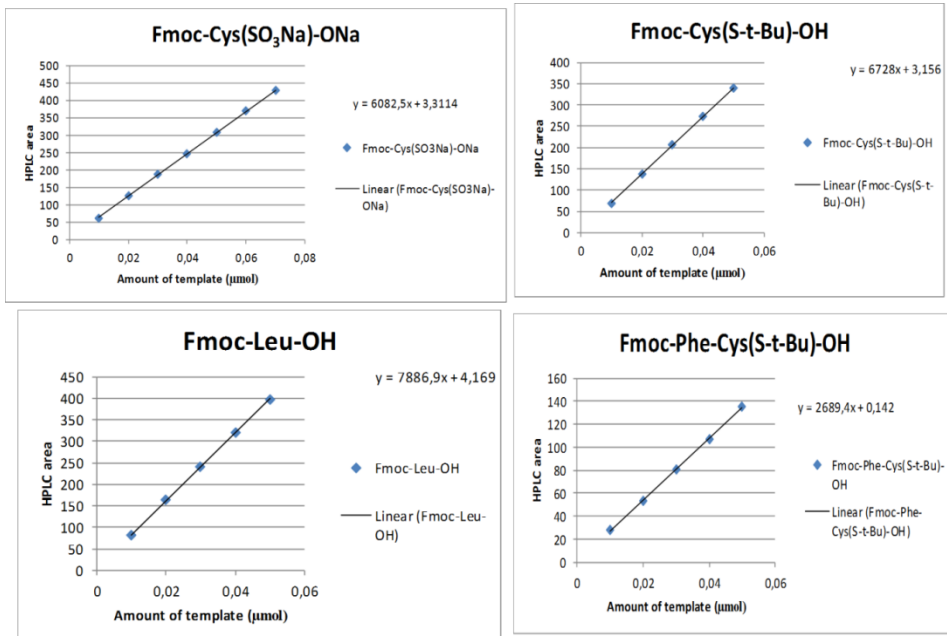 Fmoc-Cys(SO₃Na)-ONa
500
450
400
350
300
250
200
150
100
50
0
HPLC area
0
0,02
0,04
0,06
0,08
Amount of template (µmol)
y = 6082,5x + 3,3114
Fmoc-Cys(SO3Na)-ONa
Linear (Fmoc-Cys(SO3Na)-
ONa)
Fmoc-Cys(S-t-Bu)-OH
400
350
300
250
200
150
100
50
0
HPLC area
0
0,02
0,04
0,06
Amount of template (µmol)
y = 6728x + 3,156
Fmoc-Cys(S-t-Bu)-OH
Linear (Fmoc-Cys(S-t-
Bu)-OH)
Fmoc-Leu-OH
450
400
350
300
250
200
150
100
50
0
HPLC area
0
0,02
0,04
0,06
Amount of template (µmol)
y = 7886,9x + 4,169
Fmoc-Leu-OH
Linear (Fmoc-Leu-
OH)
Fmoc-Phe-Cys(S-t-Bu)-OH
160
140
120
100
80
60
40
20
0
HPLC area
0
0,02
0,04
0,06
Amount of template (µmol)
y = 2689,4x + 0,142
Fmoc-Phe-Cys(S-t-Bu)-
OH
Linear (Fmoc-Phe-
Cys(S-t-Bu)-OH)